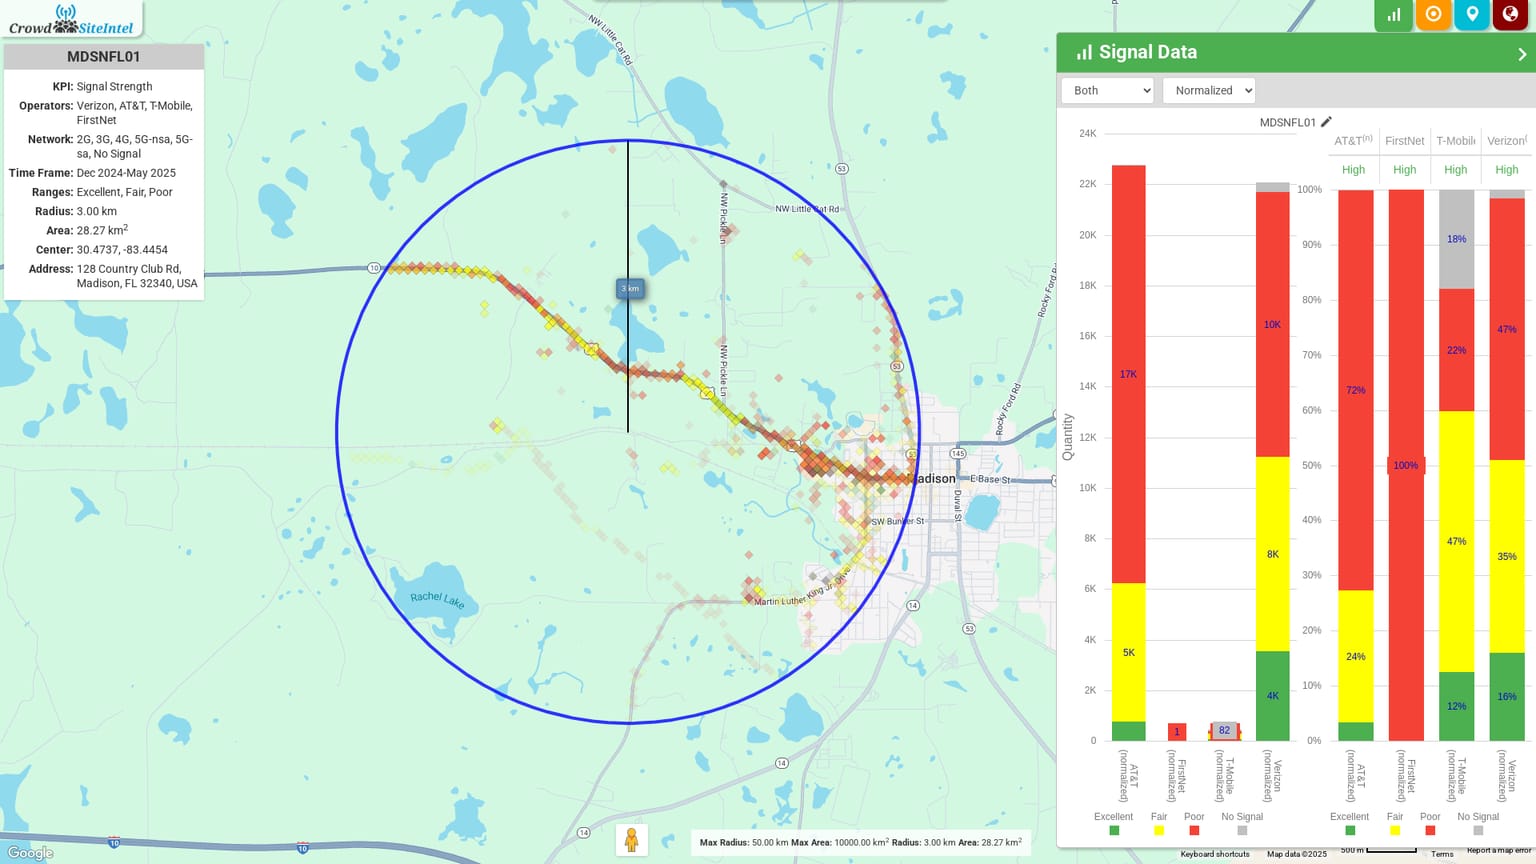 Crowd SiteIntel
MDSNFL01
KPI: Signal Strength
Operators: Verizon, AT&T, T-Mobile,
FirstNet
Network: 2G, 3G, 4G, 5G-nsa, 5G-
sa, No Signal
Time Frame: Dec 2024-May 2025
Ranges: Excellent, Fair, Poor
Radius: 3.00 km
Area: 28.27 km2
Center: 30.4737, -83.4454
Address: 128 Country Club Rd,
Madison, FL 32340, USA
NW Little Cat Rd
53
NW Little Cat Rd
NW Pickle Ln
10
3 km
Rocky Ford Rd
NW Pickle Ln
53
Rocky Ford Rd
53
145
adison
E Base St
Duval St
SW Bunker St
Martin Luther King Jr Drive
Rachel Lake
14
53
14
14
10
10
Google
Max Radius: 50.00 km Max Area: 10000.00 km2 Radius: 3.00 km Area: 28.27 km2
500 m
Keyboard shortcuts
Map data ©2025
Terms
Report a map error
Signal Data
Both
Normalized
MDSNFL01
Quantity
24K
22K
20K
18K
16K
14K
12K
10K
8K
6K
4K
2K
0
17K
5K
1
82
10K
8K
4K
AT&T (normalized)
FirstNet (normalized)
T-Mobile (normalized)
Verizon (normalized)
Excellent
Fair
Poor
No Signal
AT&T(n)
FirstNet
T-Mobile
Verizon(
High
High
High
High
100%
90%
80%
70%
60%
50%
40%
30%
20%
10%
0%
72%
24%
100%
18%
22%
47%
12%
47%
35%
16%
AT&T (normalized)
FirstNet (normalized)
T-Mobile (normalized)
Verizon (normalized)
Excellent
Fair
Poor
No Signal